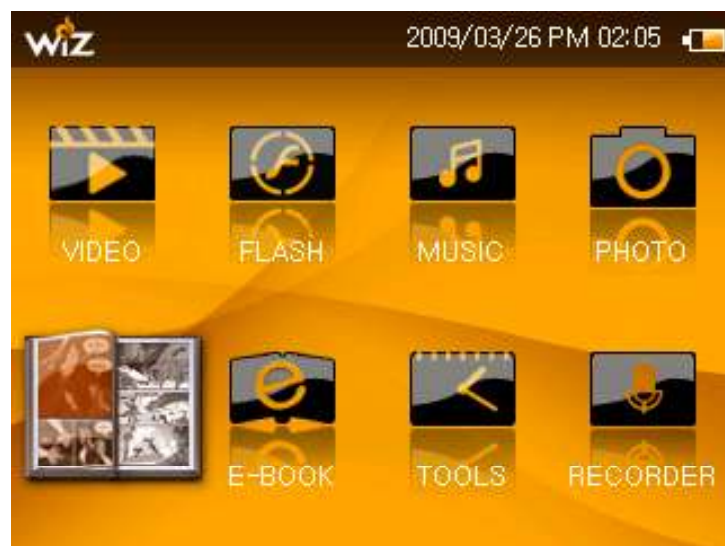 WiZ
2009/03/26 PM 02:05
VIDEO
FLASH
MUSIC
PHOTO
E-BOOK
TOOLS
RECORDER